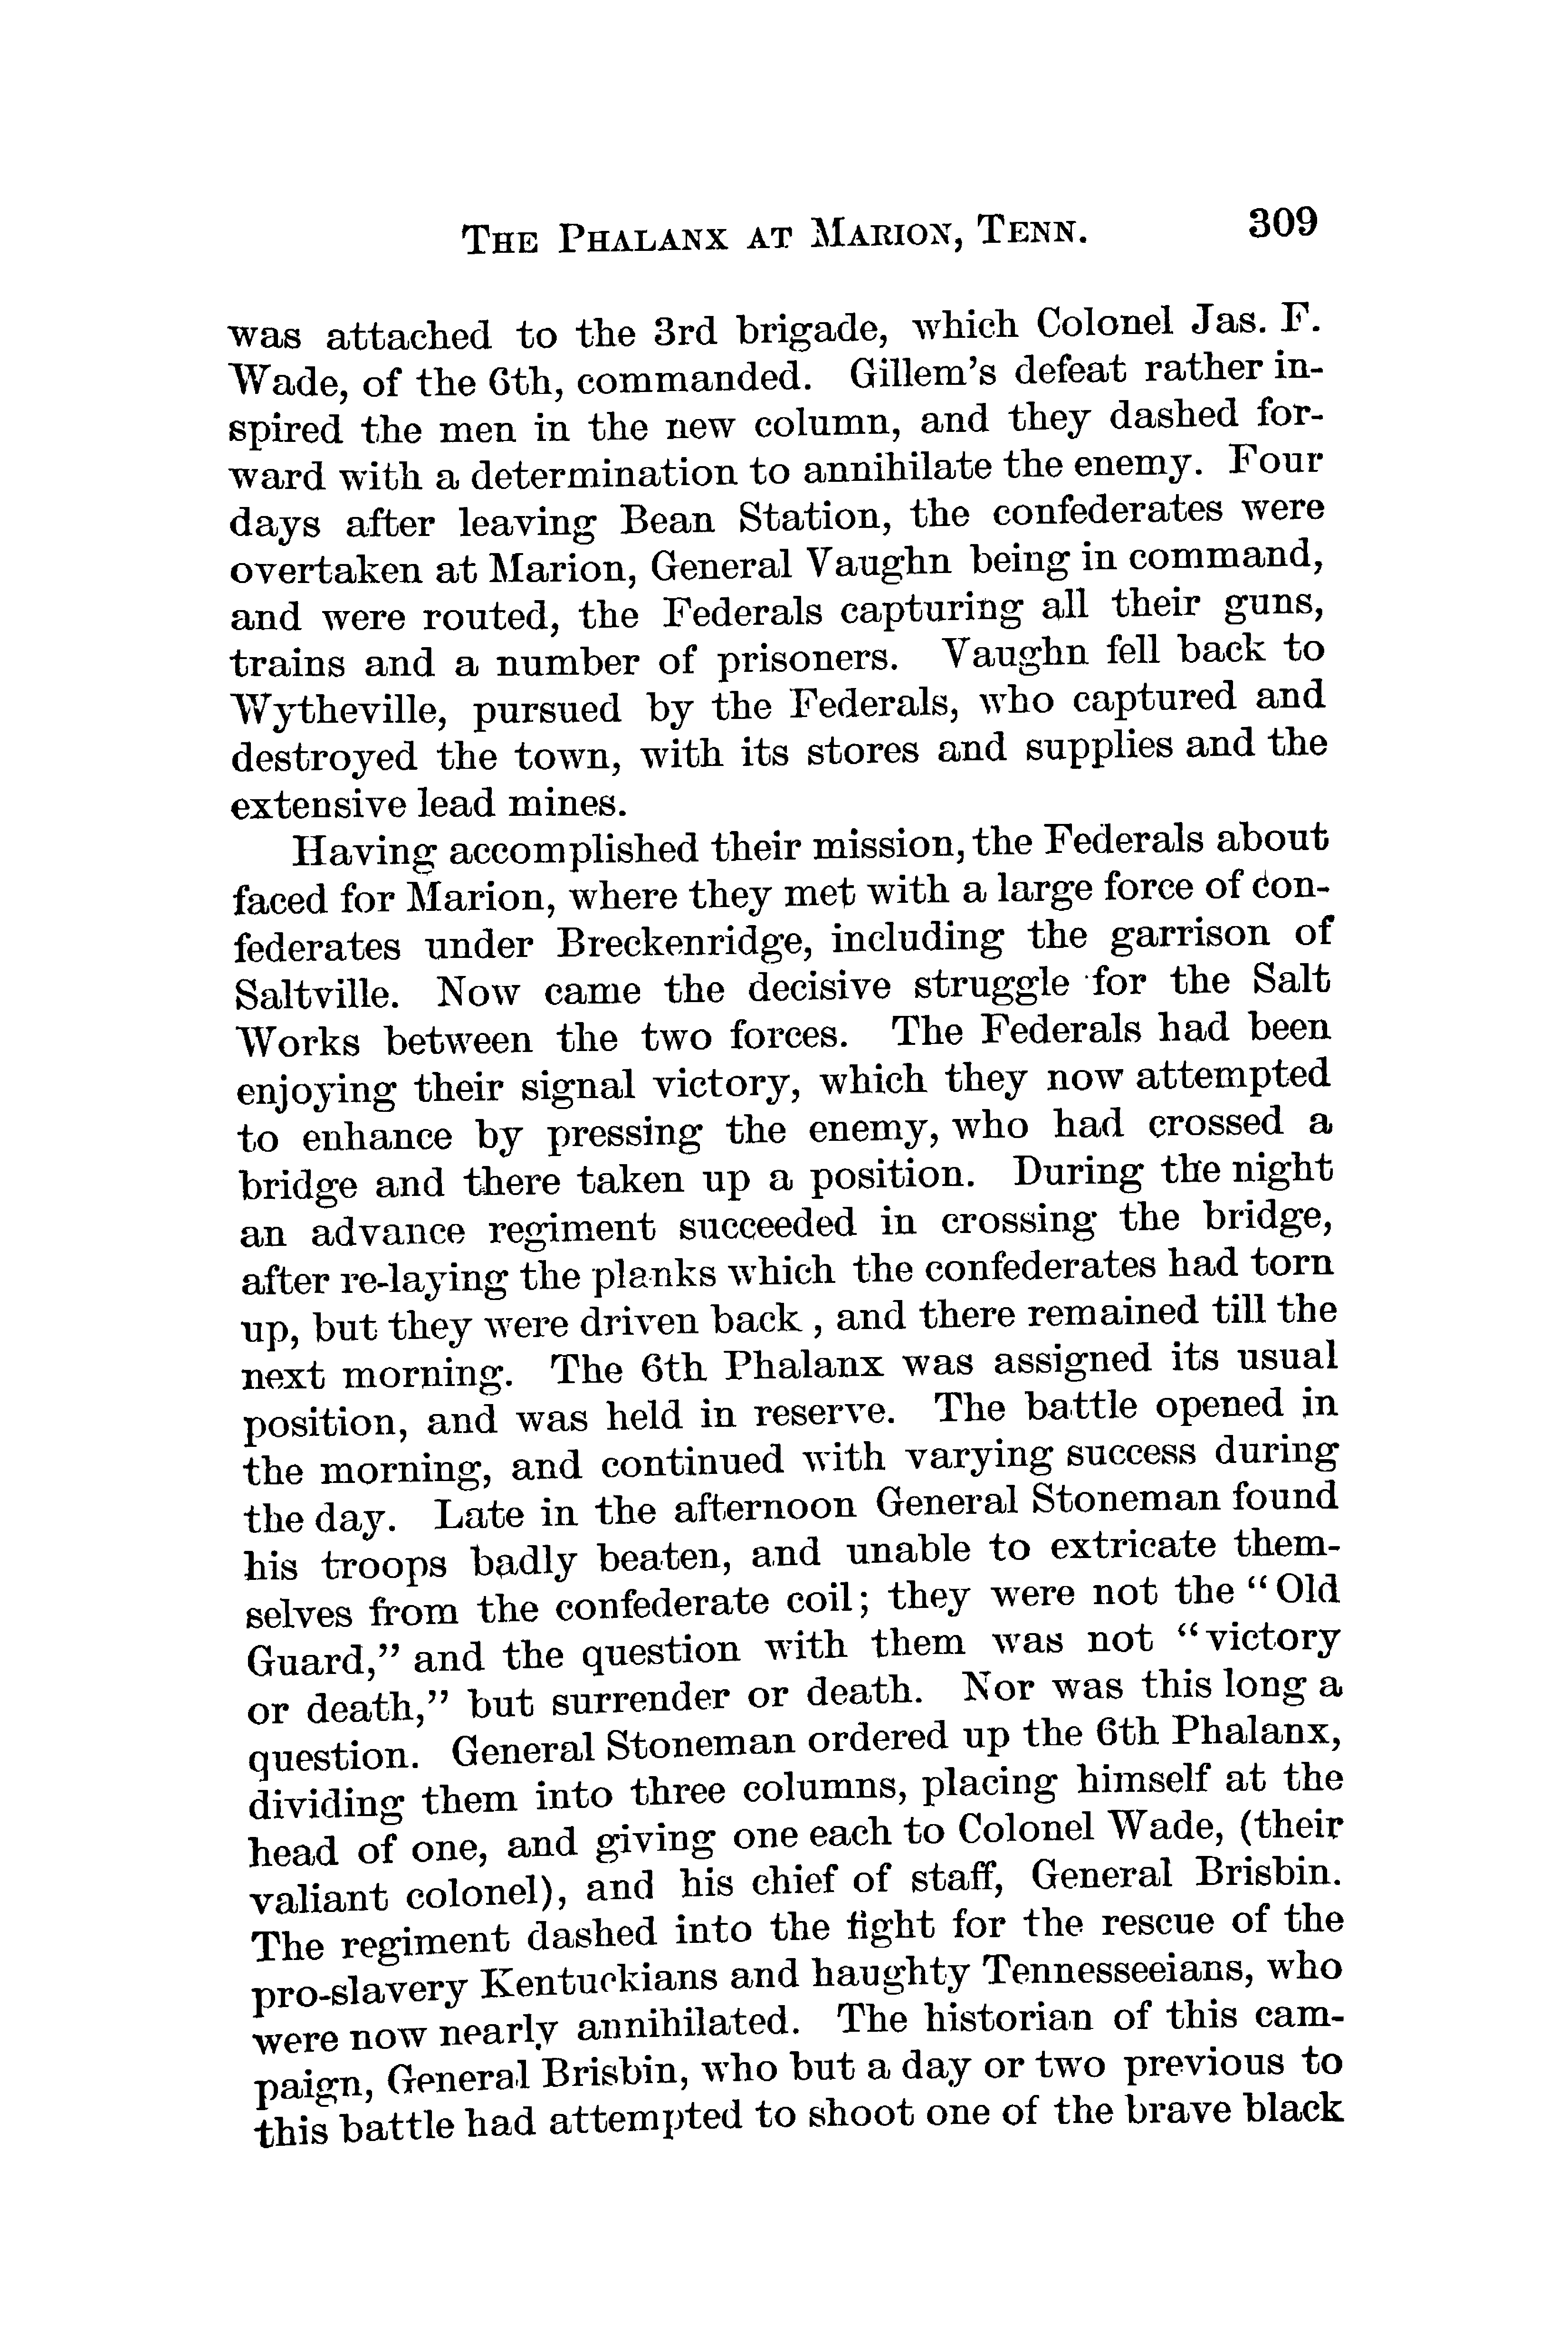 The Phalanx at Marion, Tenn. 309
was attached to the 3rd brigade, which Colonel Jas. F.
Wade, of the 6th, commanded. Gillem's defeat rather in-
spired the men in the new column, and they dashed for-
ward with a determination to annihilate the enemy. Four
days after leaving Bean Station, the confederates were
overtaken at Marion, General Vaughn being in command,
and were routed, the Federals capturing all their guns,
trains and a number of prisoners. Vaughn fell back to
Wytheville, pursued by the Federals, who captured and
destroyed the town, with its stores and supplies and the
extensive lead mines.
Having accomplished their mission, the Federals about
faced for Marion, where they met with a large force of con-
federates under Breckenridge, including the garrison of
Saltville. Now came the decisive struggle for the Salt
Works between the two forces. The Federals had been
enjoying their signal victory, which they now attempted
to enhance by pressing the enemy, who had crossed a
bridge and there taken up a position. During the night
an advance regiment succeeded in crossing the bridge,
after re-laying the planks which the confederates had torn
up, but they were driven back , and there remained till the
next morning. The 6th Phalanx was assigned its usual
position, and was held in reserve. The battle opened in
the morning, and continued with varying success during
the day. Late in the afternoon General Stoneman found
his troops badly beaten, and unable to extricate them-
selves from the confederate coil; they were not the “Old
Guard,” and the question with them was not “victory
or death,” but surrender or death. Nor was this long a
question. General Stoneman ordered up the 6th Phalanx,
dividing them into three columns, placing himself at the
head of one, and giving one each to Colonel Wade, (their
valiant colonel), and his chief of staff, General Brisbin.
The regiment dashed into the fight for the rescue of the
pro-slavery Kentuckians and haughty Tennesseeians, who
were now nearly annihilated. The historian of this cam-
paign, General Brisbin, who but a day or two previous to
this battle had attempted to shoot one of the brave black